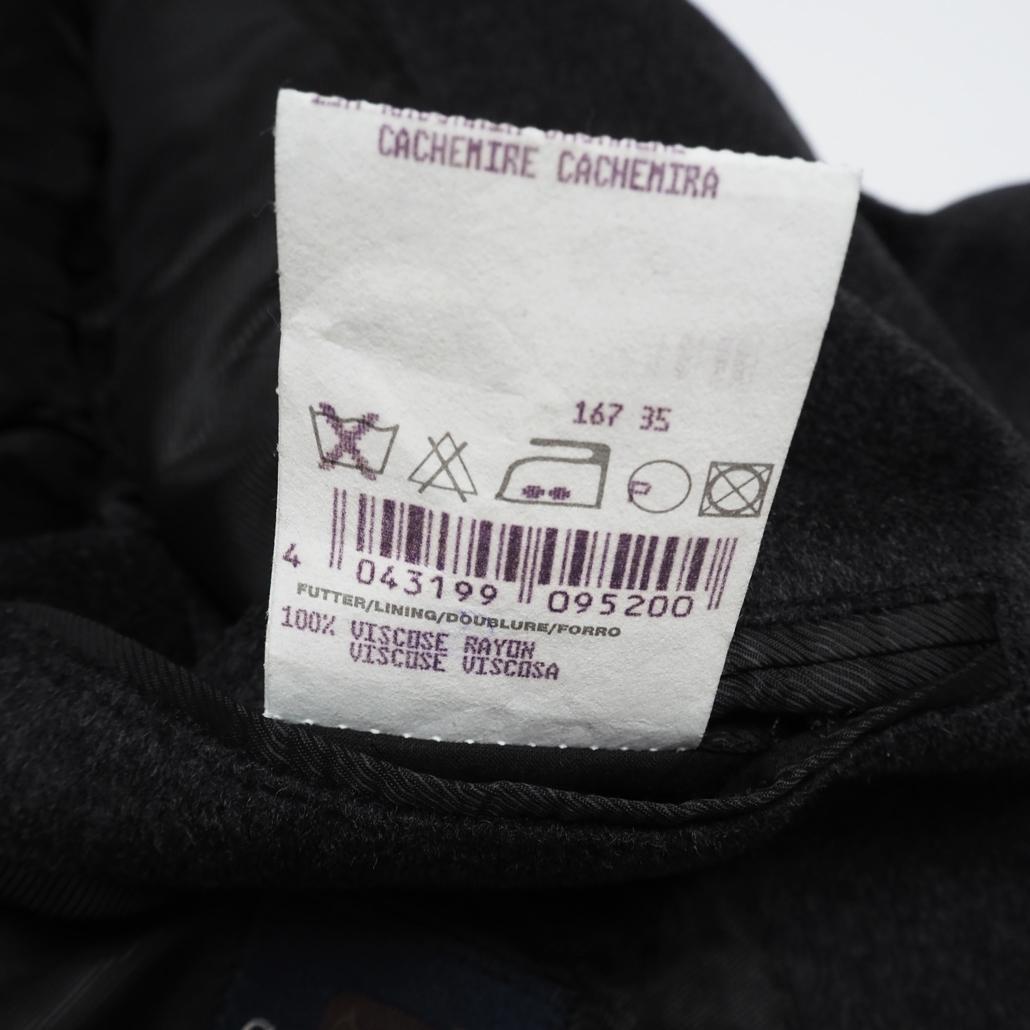 CACHEMIRE CACHEMIRA
167 35
P
4 043199 095200
FUTTER/LINING/DOUBLURE/FORRO
100% VISCOSE RAYON
VISCOSE VISCOSA